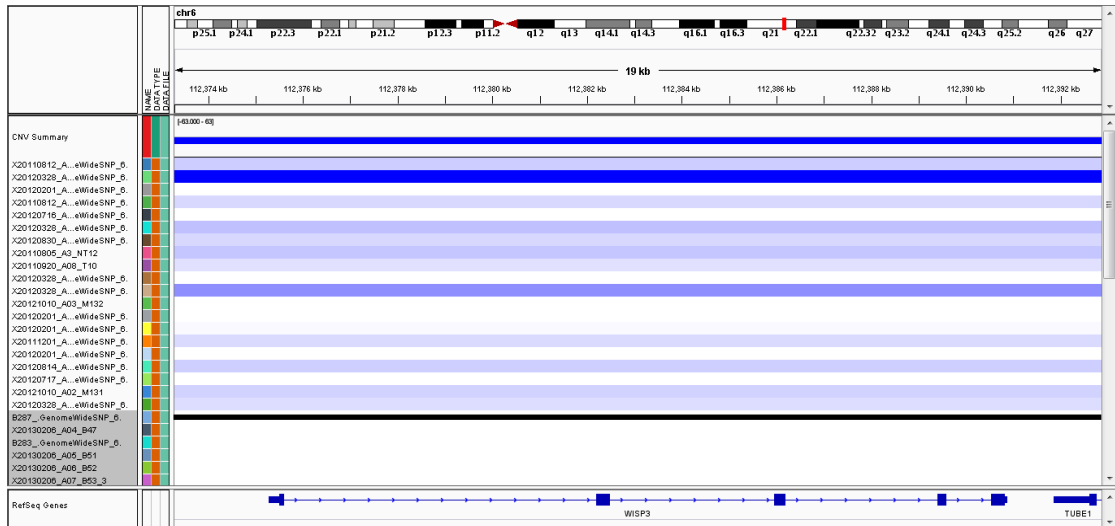 chr6
p25.1 p24.1 p22.3 p22.1 p21.2 p12.3 p11.2 q12 q13 q14.1 q14.3 q16.1 q16.3 q21 q22.1 q22.32 q23.2 q24.1 q24.3 q25.2 q26 q27
19 kb
112,374 kb 112,376 kb 112,378 kb 112,380 kb 112,382 kb 112,384 kb 112,386 kb 112,388 kb 112,390 kb 112,392 kb
NAME
DATA TYPE
DATA FILE
[-63.000 - 63]
CNV Summary
X20110812_A...eWideSNP_6.
X20120328_A...eWideSNP_6.
X20120201_A...eWideSNP_6.
X20110812_A...eWideSNP_6.
X20120716_A...eWideSNP_6.
X20120328_A...eWideSNP_6.
X20120830_A...eWideSNP_6.
X20110805_A3_NT12
X20110920_A08_T10
X20120328_A...eWideSNP_6.
X20120328_A...eWideSNP_6.
X20121010_A03_M132
X20120201_A...eWideSNP_6.
X20120201_A...eWideSNP_6.
X20111201_A...eWideSNP_6.
X20120201_A...eWideSNP_6.
X20120814_A...eWideSNP_6.
X20120717_A...eWideSNP_6.
X20121010_A02_M131
X20120328_A...eWideSNP_6.
B287_.GenomeWideSNP_6.
X20130206_A04_B47
B283_.GenomeWideSNP_6.
X20130206_A05_B51
X20130206_A06_B52
X20130206_A07_B53_3
RefSeq Genes
WISP3 TUBE1